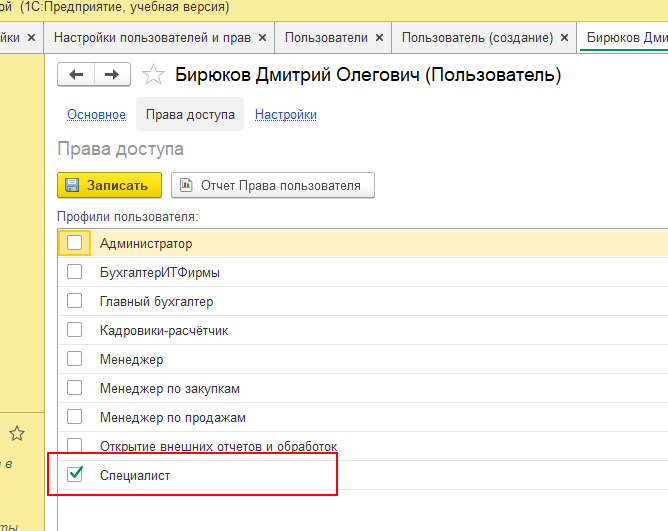 ой (1С:Предприятие, учебная версия)
йки × Настройки пользователей и прав × Пользователи × Пользователь (создание) × Бирюков Дми
Бирюков Дмитрий Олегович (Пользователь)
Основное Права доступа Настройки
Права доступа
Записать Отчет Права пользователя
Профили пользователя:
Администратор
БухгалтерИТФирмы
Главный бухгалтер
Кадровики-расчётчик
Менеджер
Менеджер по закупкам
Менеджер по продажам
Открытие внешних отчетов и обработок
Специалист
в
ты